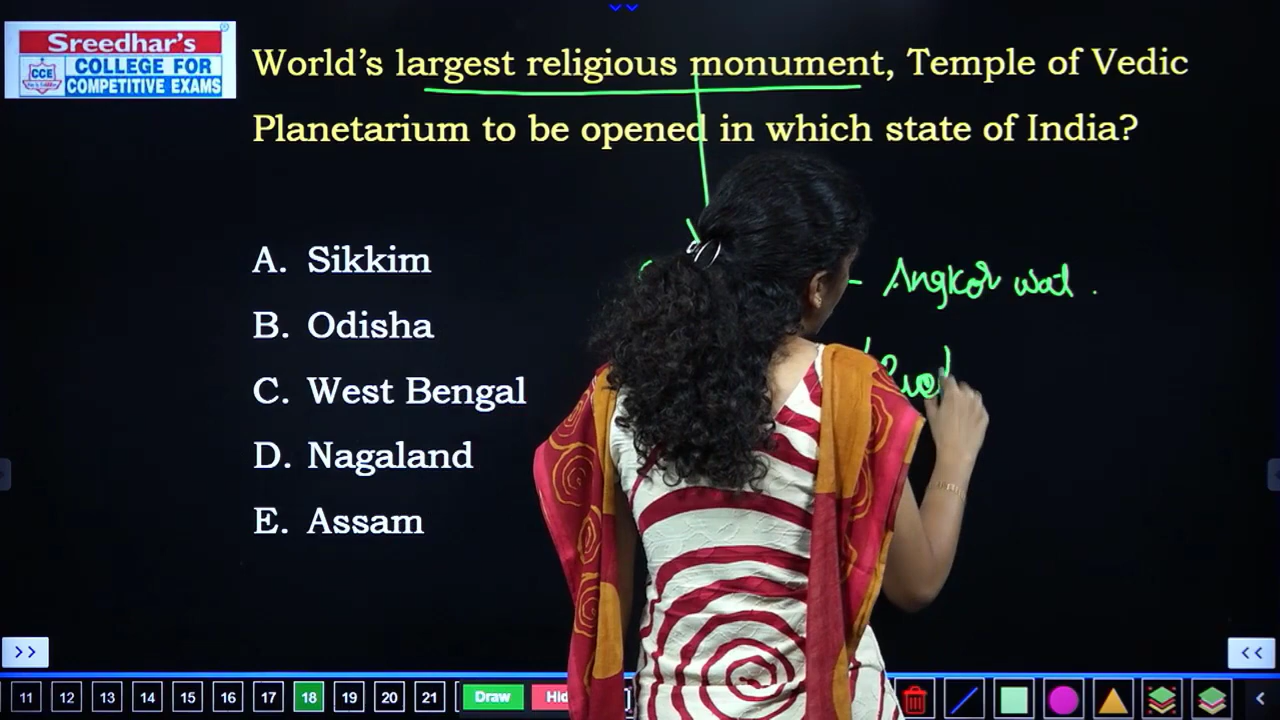 Sreedhar's
CCE
COLLEGE FOR
COMPETITIVE EXAMS
World's largest religious monument, Temple of Vedic
Planetarium to be opened in which state of India?
A. Sikkim
B. Odisha
C. West Bengal
D. Nagaland
E. Assam
- Angkor wat .
>>
<<
11 12 13 14 15 16 17 18 19 20 21 Draw Hid